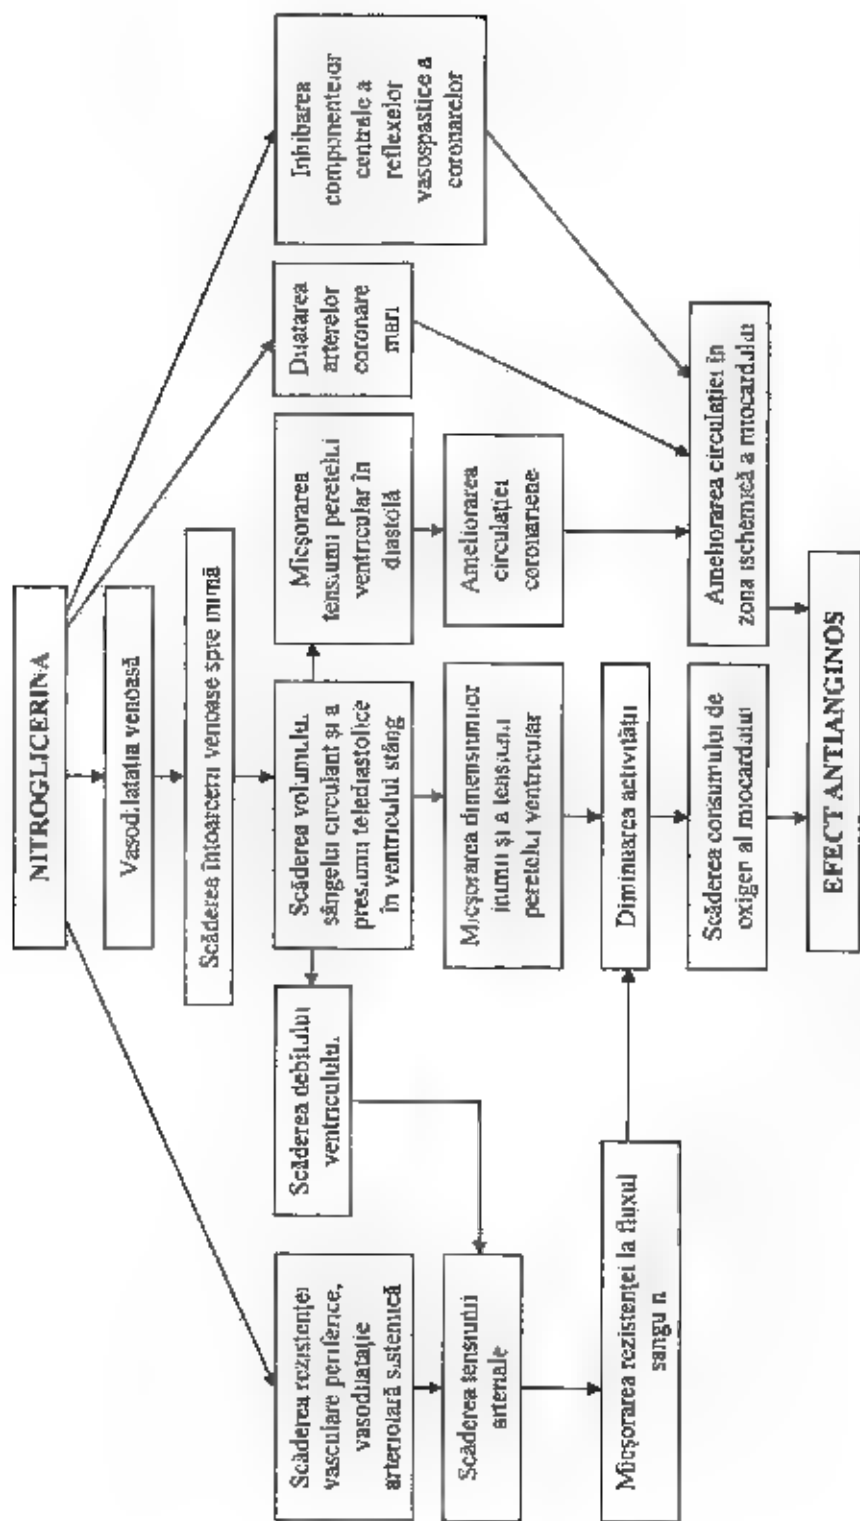 NITROGLICERINA
Vasodilatația venoasă
Scăderea întoarcerii venoase spre inimă
Scăderea rezistenței
vasculare periferice,
vasodilatație
arteriolară sistemică
Scăderea debitului
ventriculului.
Scăderea volumului.
sângelui circulant și a
presiunii telediastolice
în ventriculul stâng
Micșorarea
tensiunii peretelui
ventricular în
diastolă
Dilatarea
arterelor
coronare
mari
Inhibarea
componentelor
centrale a
reflexelor
vasospastice a
coronarelor
Scăderea tensiunii
arteriale
Micșorarea dimensiunilor
inimii și a tensiunii
peretelui ventricular
Ameliorarea
circulației
coronariene
Micșorarea rezistenței la fluxul
sangu n
Diminuarea activității
Scăderea consumului de
oxigen al miocardului
Ameliorarea circulației în
zona ischemică a miocardului
EFECT ANTIANGINOS